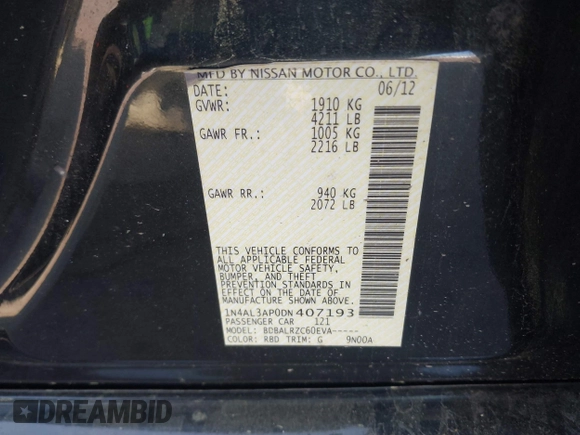 MFD BY NISSAN MOTOR CO., LTD.
DATE: 06/12
GVWR: 1910 KG
4211 LB
GAWR FR.: 1005 KG
2216 LB
GAWR RR.: 940 KG
2072 LB
THIS VEHICLE CONFORMS TO
ALL APPLICABLE FEDERAL
MOTOR VEHICLE SAFETY,
BUMPER, AND THEFT
PREVENTION STANDARDS IN
EFFECT ON THE DATE OF
MANUFACTURE SHOWN ABOVE.
1N4AL3AP0DN407193
PASSENGER CAR 121
MODEL: BDBALRZC60EVA-----
COLOR: RBD TRIM: G 9N00A
DREAMBID